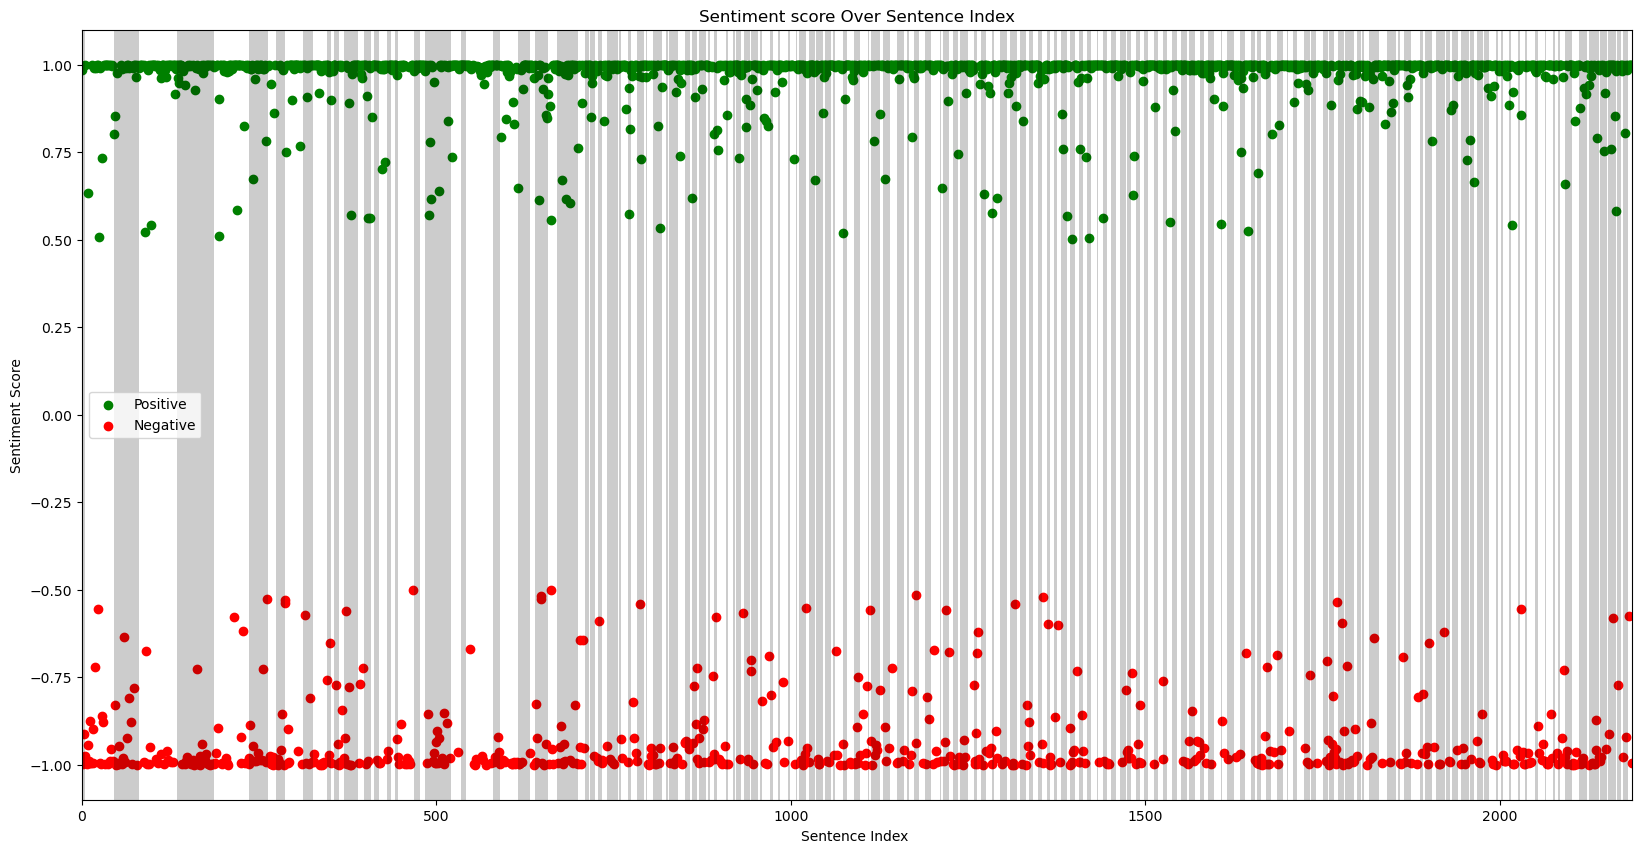 Sentiment score Over Sentence Index
Sentiment Score
1.00
0.75
0.50
0.25
0.00
−0.25
−0.50
−0.75
−1.00
Positive
Negative
0
500
1000
1500
2000
Sentence Index